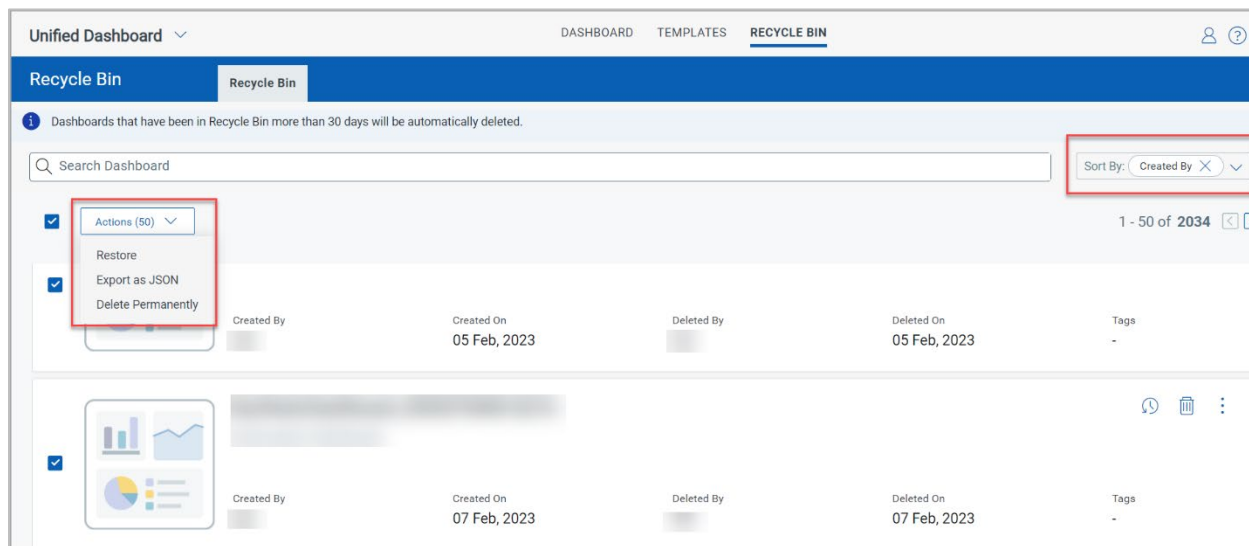 Unified Dashboard
DASHBOARD TEMPLATES RECYCLE BIN
Recycle Bin
Recycle Bin
Dashboards that have been in Recycle Bin more than 30 days will be automatically deleted.
Search Dashboard
Sort By: Created By
Actions (50)
1 - 50 of 2034
Restore
Export as JSON
Delete Permanently
Created By Created On Deleted By Deleted On Tags
05 Feb, 2023 05 Feb, 2023 -
Created By Created On Deleted By Deleted On Tags
07 Feb, 2023 07 Feb, 2023 -